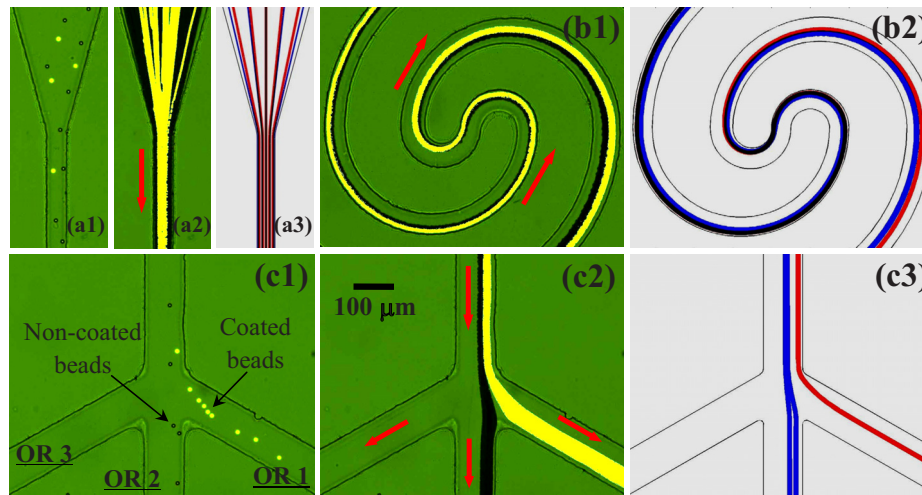 (a1)
(a2)
(a3)
(b1)
(b2)
(c1)
Non-coated
beads
Coated
beads
OR 3
OR 2
OR 1
(c2)
100 μm
(c3)